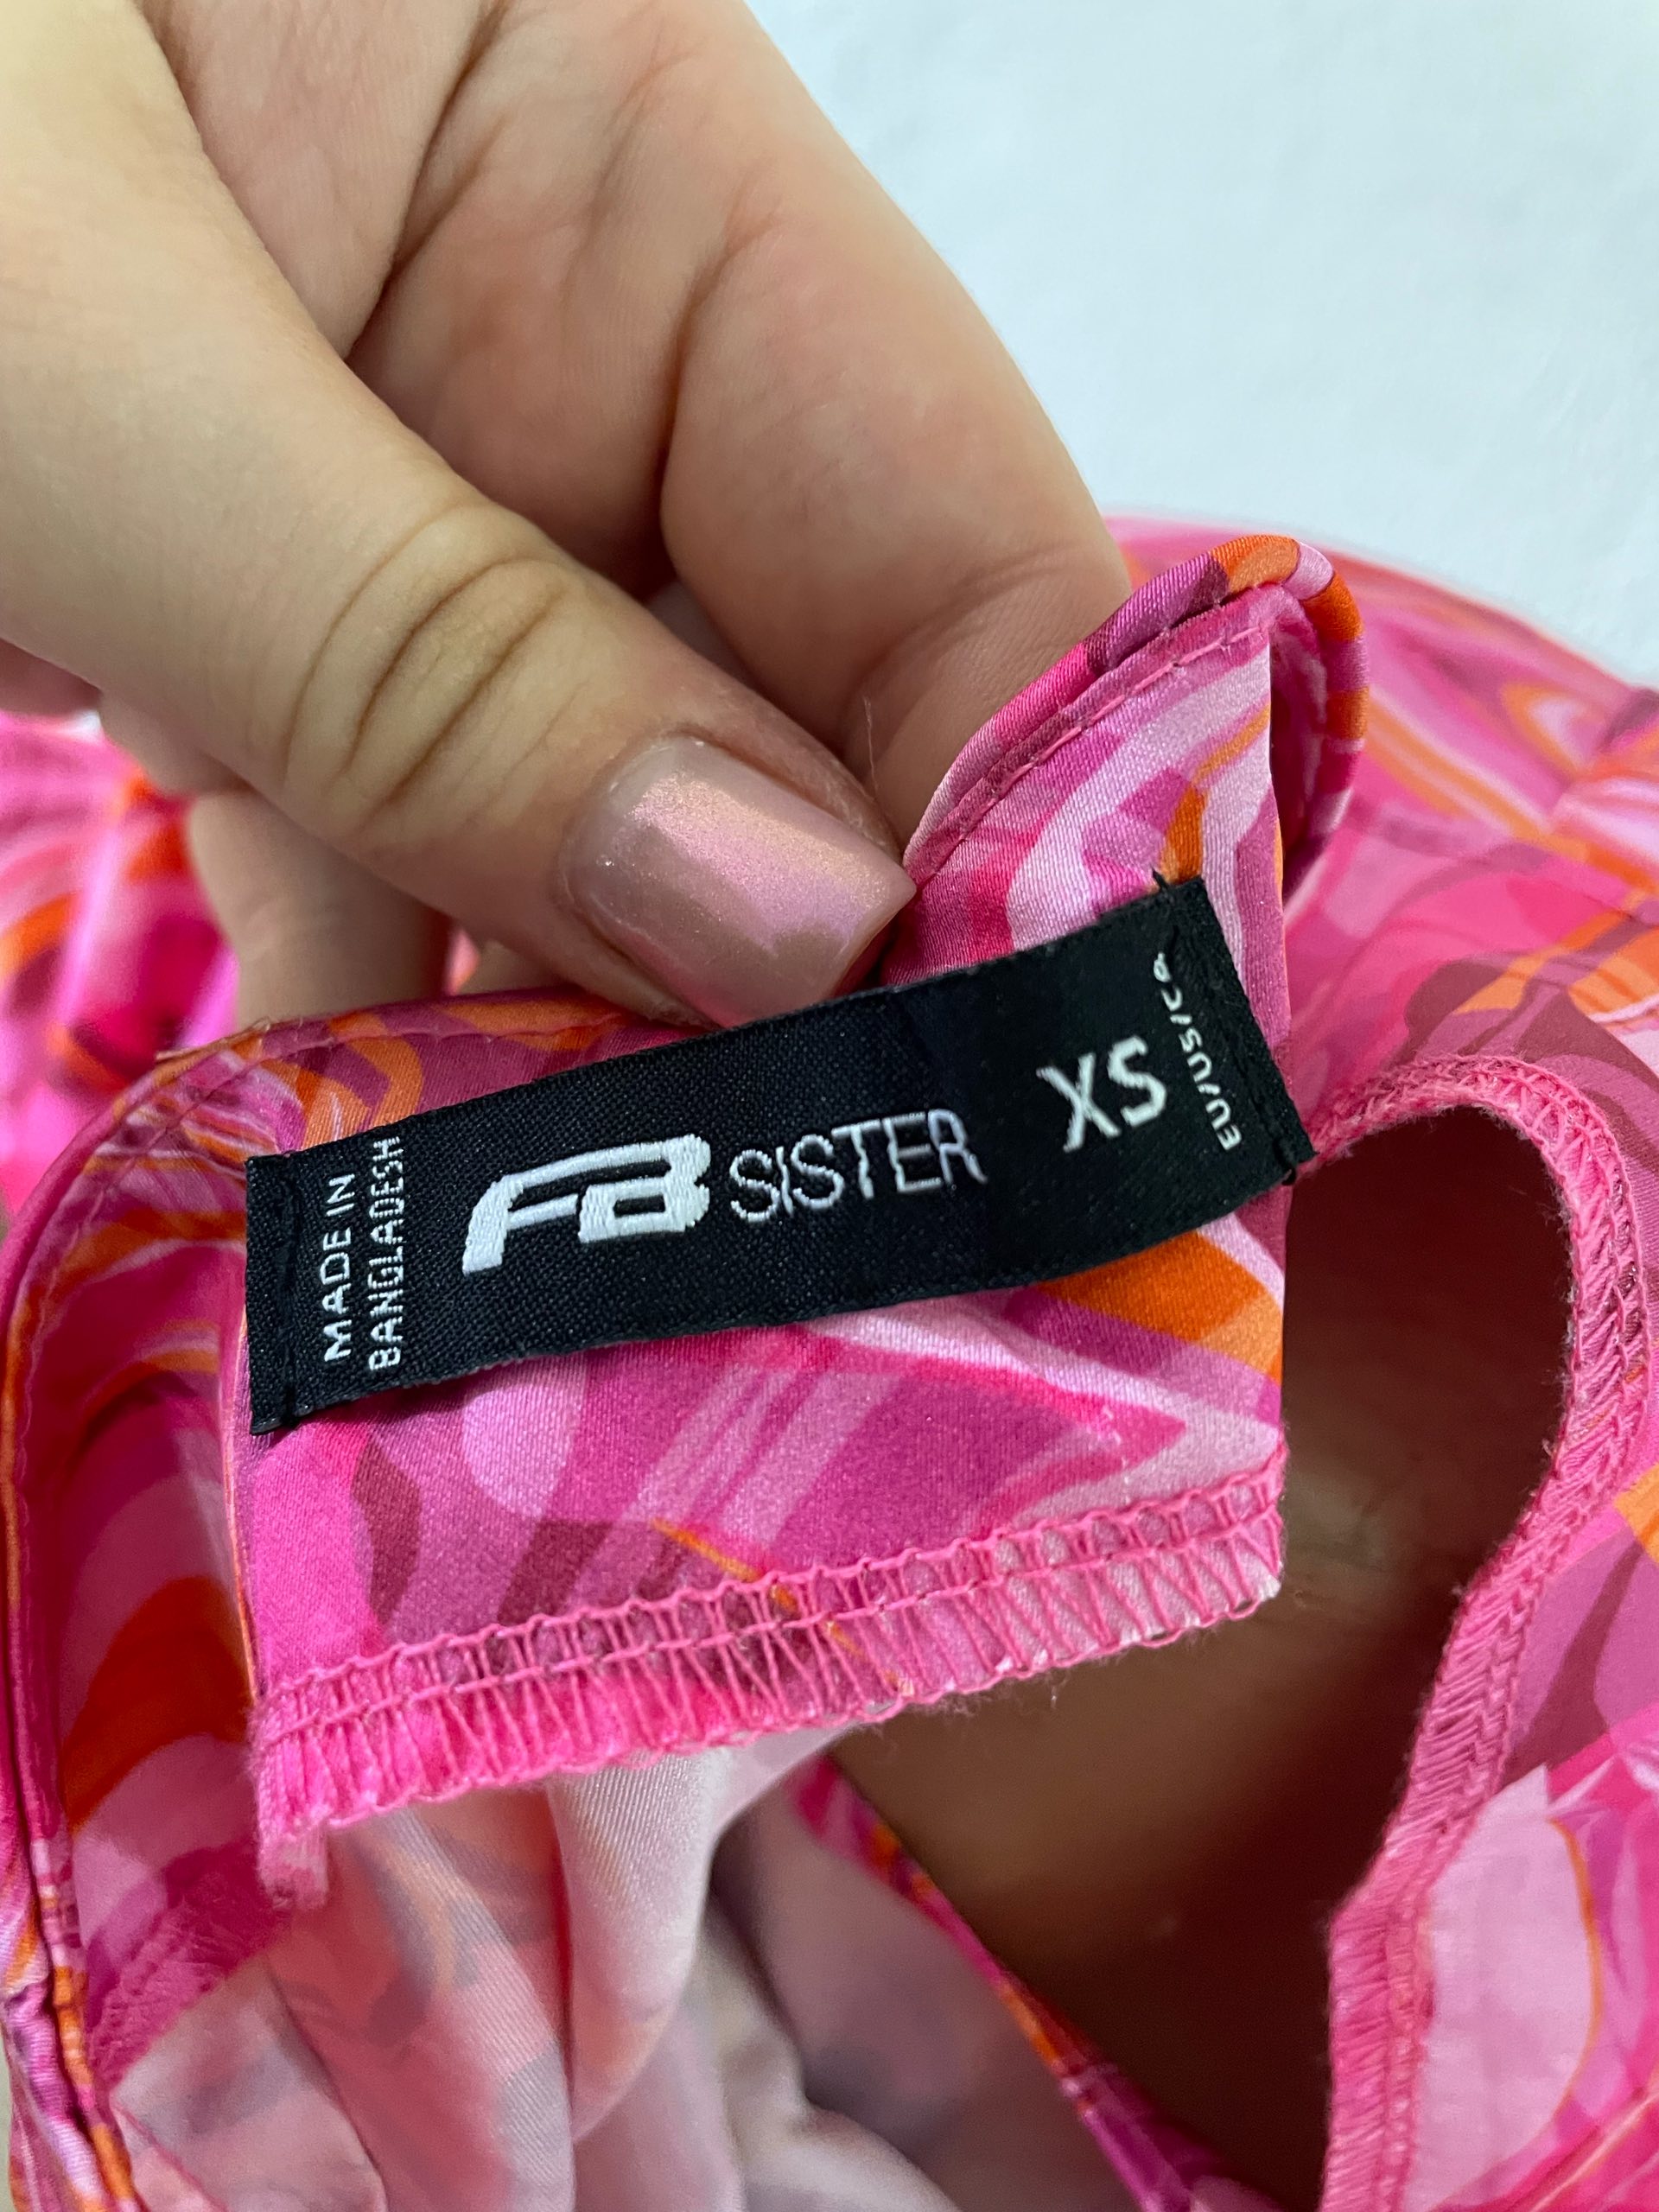 MADE IN
BANGLADESH
FB SISTER
XS
EU/US/CA